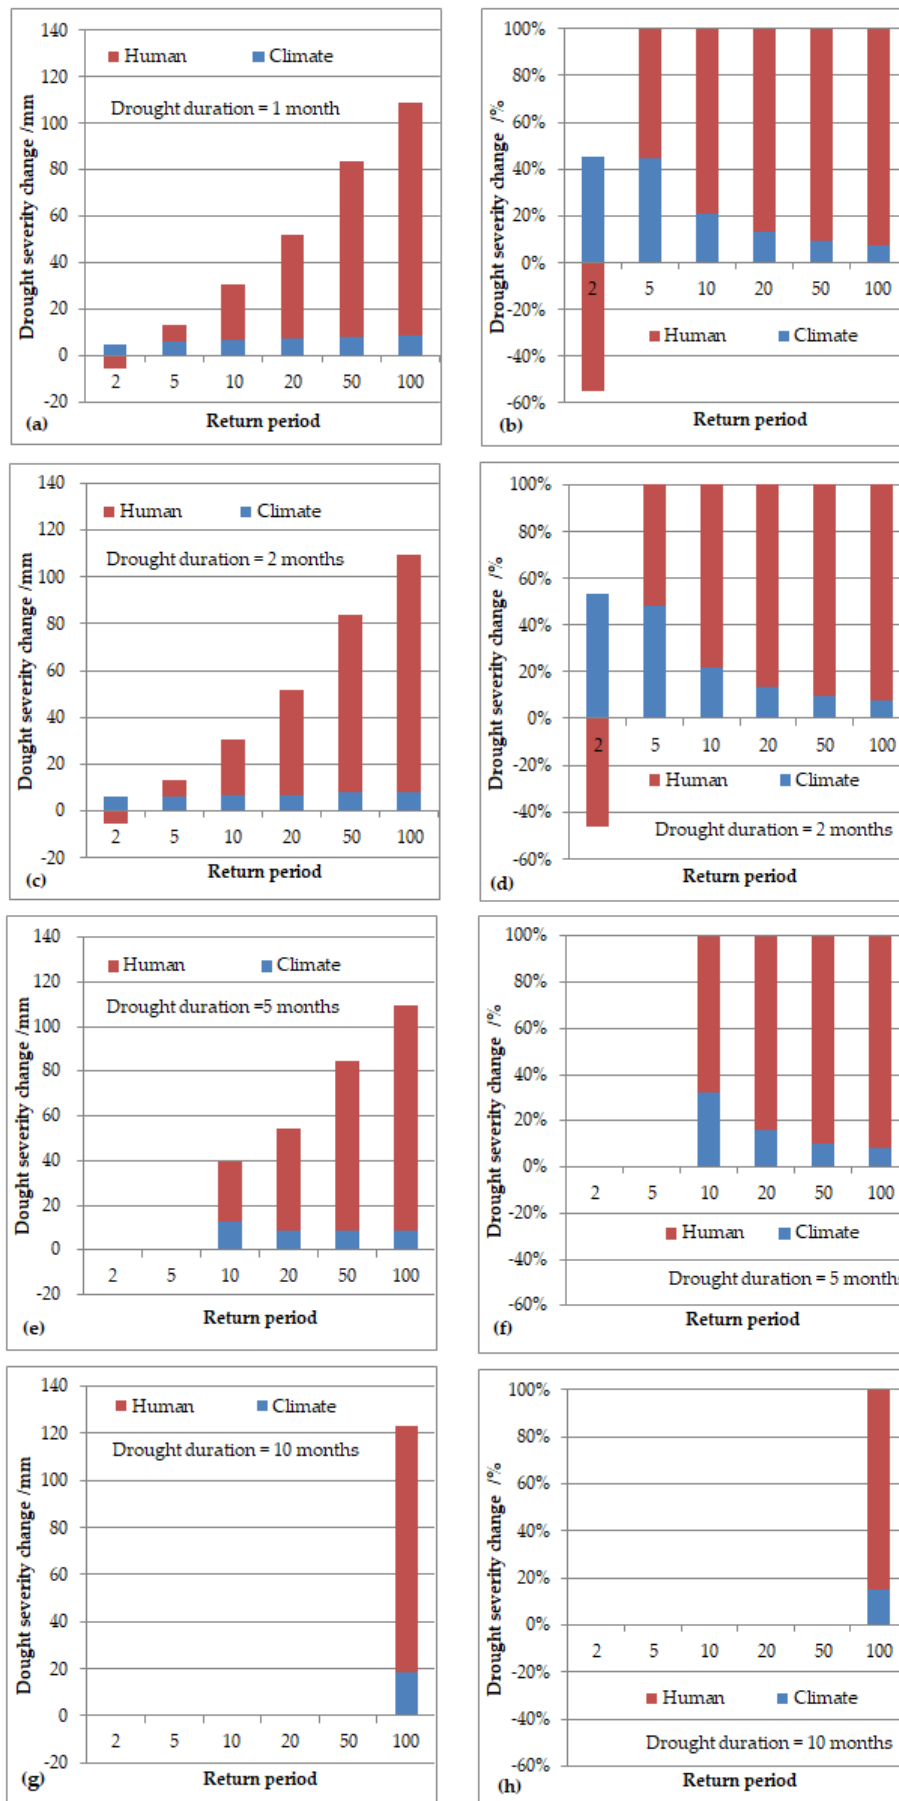 140
120
100
80
60
40
20
0
-20
Drought severity change /mm
Human Climate
Drought duration = 1 month
2 5 10 20 50 100
Return period
(a)
100%
80%
60%
40%
20%
0%
-20%
-40%
-60%
Drought severity change /%
2 5 10 20 50 100
Human Climate
Return period
(b)
140
120
100
80
60
40
20
0
-20
Dought severity change /mm
Human Climate
Drought duration = 2 months
2 5 10 20 50 100
Return period
(c)
100%
80%
60%
40%
20%
0%
-20%
-40%
-60%
Drought severity change /%
2 5 10 20 50 100
Human Climate
Drought duration = 2 months
Return period
(d)
140
120
100
80
60
40
20
0
-20
Dought severity change /mm
Human Climate
Drought duration =5 months
2 5 10 20 50 100
Return period
(e)
100%
80%
60%
40%
20%
0%
-20%
-40%
-60%
Drought severity change /%
2 5 10 20 50 100
Human Climate
Drought duration = 5 months
Return period
(f)
140
120
100
80
60
40
20
0
-20
Dought severity change /mm
Human Climate
Drought duration = 10 months
2 5 10 20 50 100
Return period
(g)
100%
80%
60%
40%
20%
0%
-20%
-40%
-60%
Drought severity change /%
2 5 10 20 50 100
Human Climate
Drought duration = 10 months
Return period
(h)